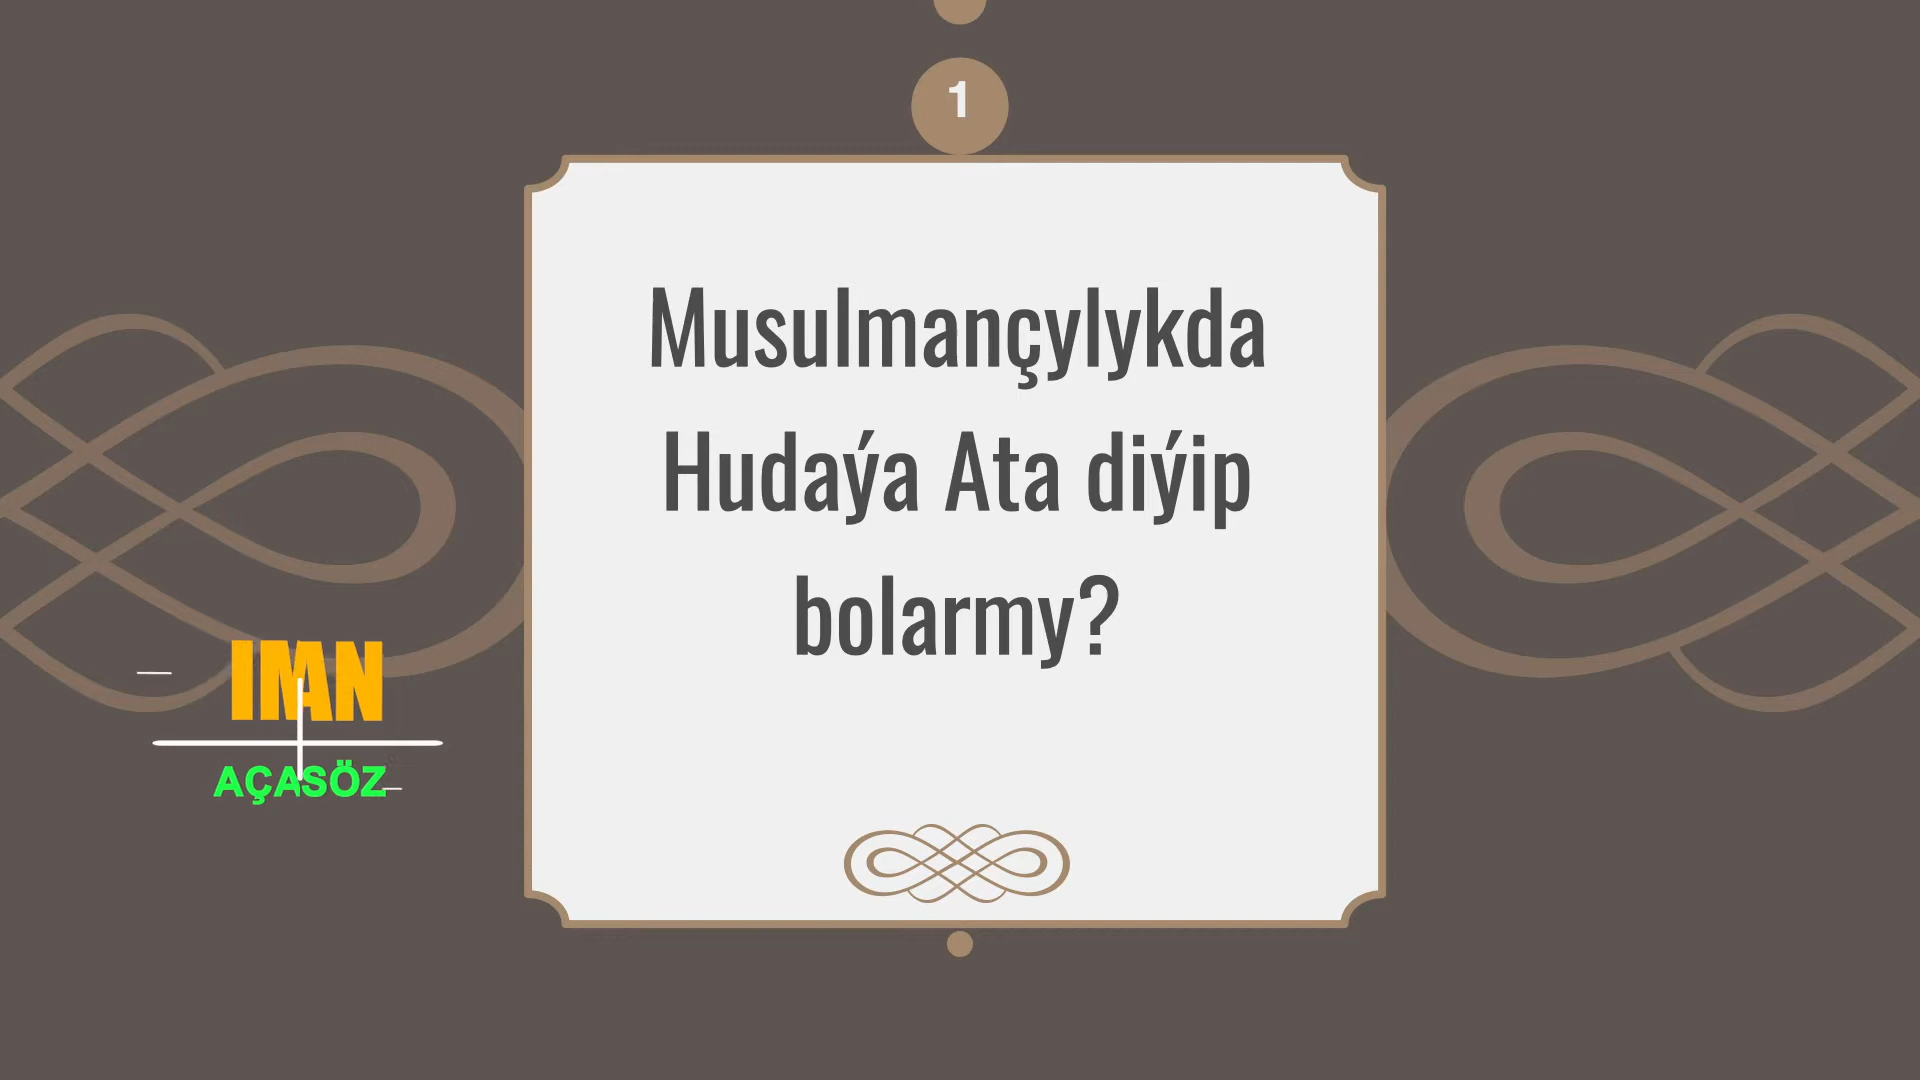 1
Musulmançylykda
Hudaýa Ata diýip
bolarmy?
IMAN
AÇASÖZ